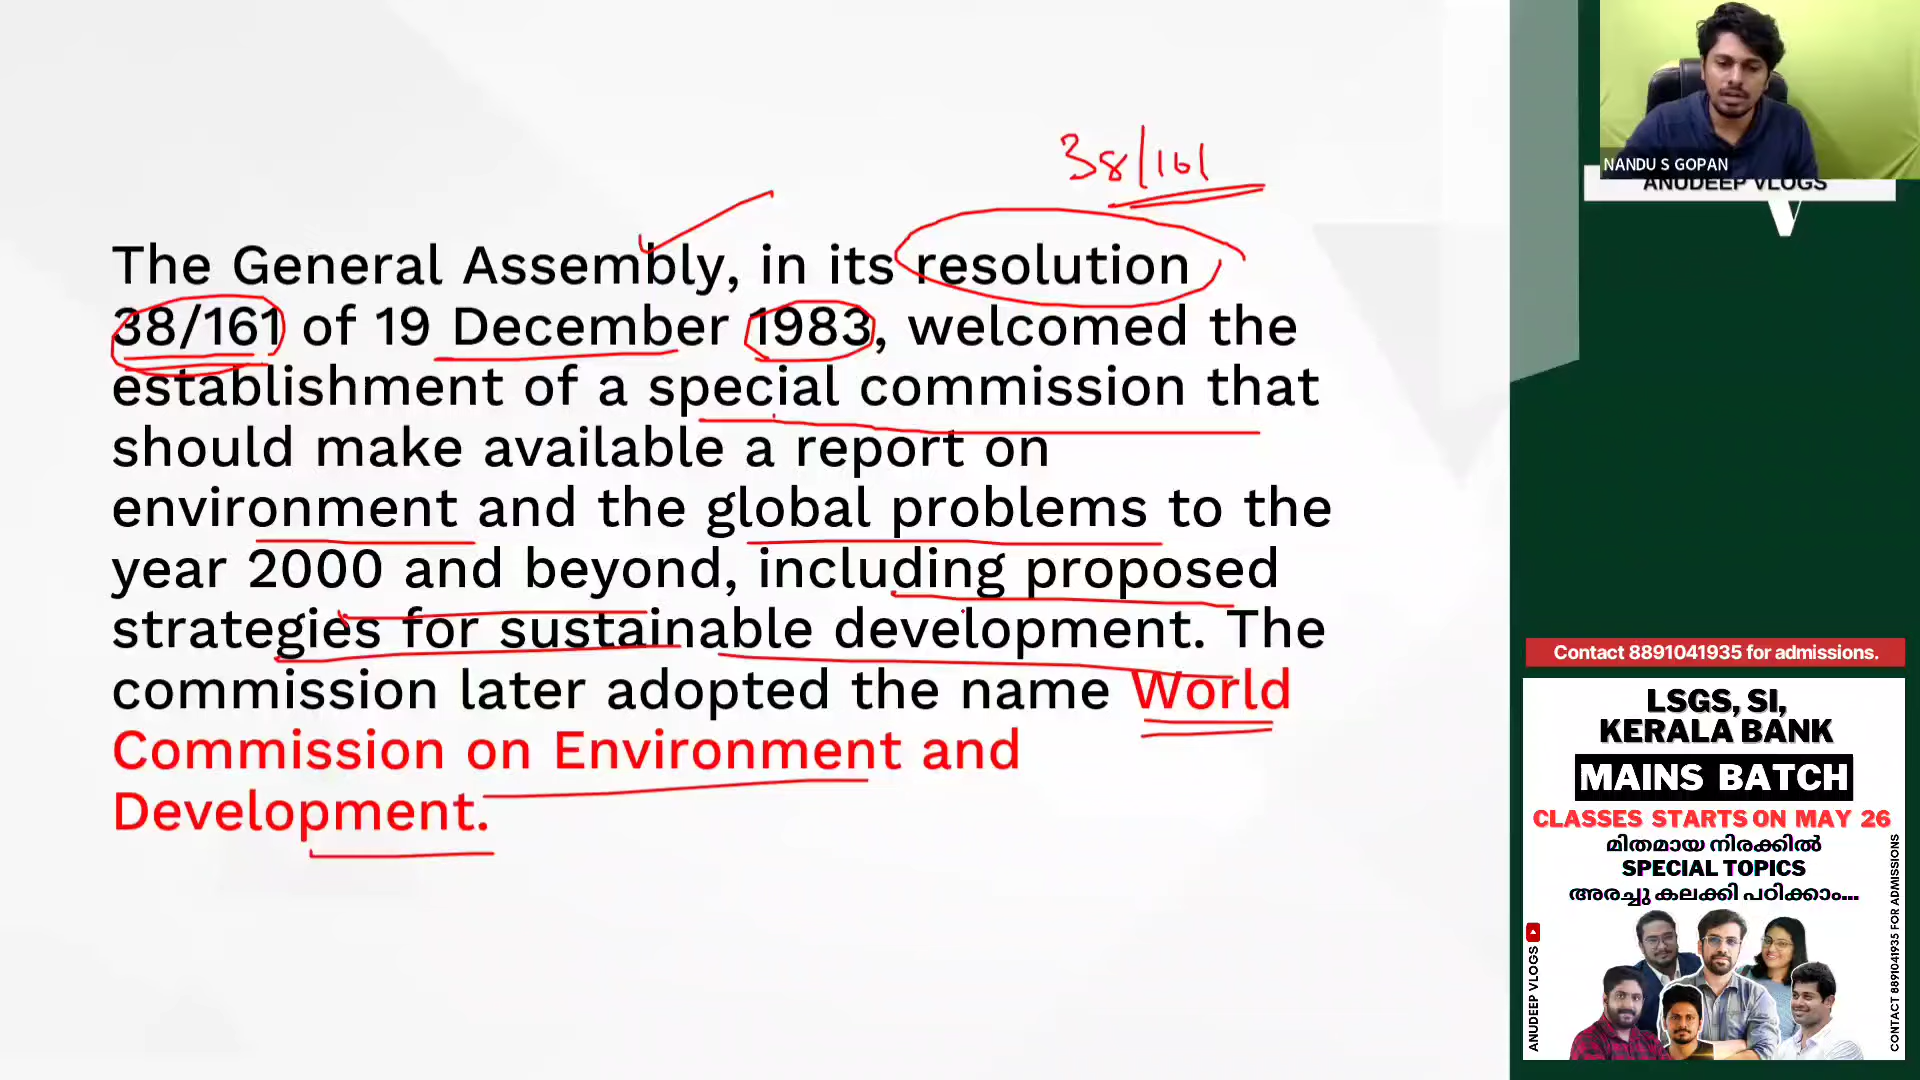 38/161
The General Assembly, in its resolution
38/161 of 19 December 1983, welcomed the
establishment of a special commission that
should make available a report on
environment and the global problems to the
year 2000 and beyond, including proposed
strategies for sustainable development. The
commission later adopted the name World
Commission on Environment and
Development.
NANDU S GOPAN
ANUDEEP VLOGS
Contact 8891041935 for admissions.
LSGS, SI,
KERALA BANK
MAINS BATCH
CLASSES STARTS ON MAY 26
മിതമായ നിരക്കിൽ
SPECIAL TOPICS
അരച്ചു കലക്കി പഠിക്കാം...
ANUDEEP VLOGS
CONTACT 8891041935 FOR ADMISSIONS